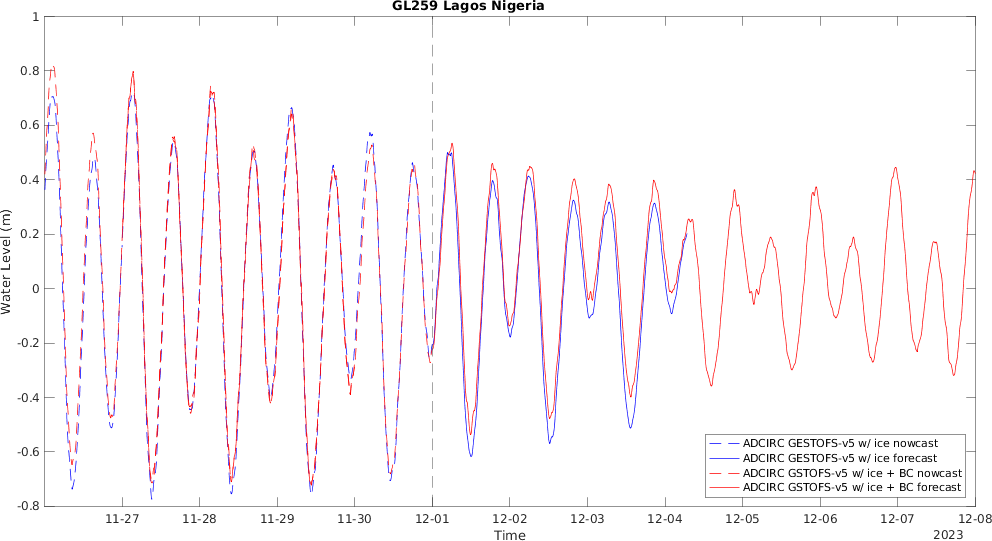 GL259 Lagos Nigeria
1
0.8
0.6
0.4
0.2
0
-0.2
-0.4
-0.6
-0.8
Water Level (m)
11-27 11-28 11-29 11-30 12-01 12-02 12-03 12-04 12-05 12-06 12-07 12-08
Time
2023
ADCIRC GESTOFS-v5 w/ ice nowcast
ADCIRC GESTOFS-v5 w/ ice forecast
ADCIRC GSTOFS-v5 w/ ice + BC nowcast
ADCIRC GSTOFS-v5 w/ ice + BC forecast